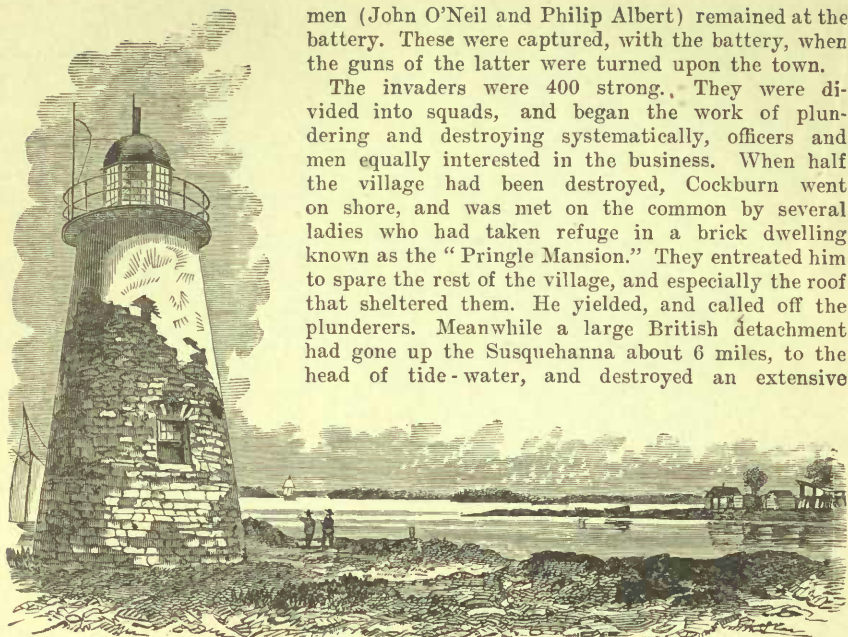 men (John O'Neil and Philip Albert) remained at the
battery. These were captured, with the battery, when
the guns of the latter were turned upon the town.
The invaders were 400 strong. They were di-
vided into squads, and began the work of plun-
dering and destroying systematically, officers and
men equally interested in the business. When half
the village had been destroyed, Cockburn went
on shore, and was met on the common by several
ladies who had taken refuge in a brick dwelling
known as the “ Pringle Mansion.” They entreated him
to spare the rest of the village, and especially the roof
that sheltered them. He yielded, and called off the
plunderers. Meanwhile a large British detachment
had gone up the Susquehanna about 6 miles, to the
head of tide-water, and destroyed an extensive